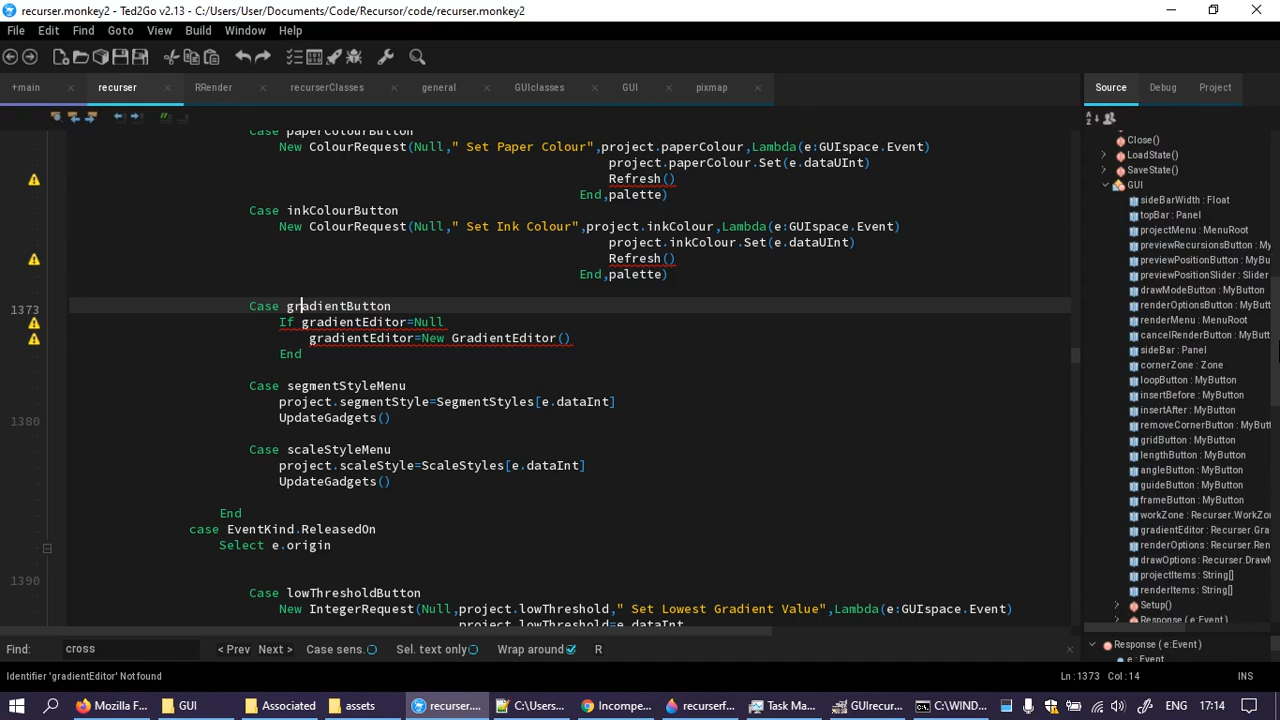 recurser.monkey2 - Ted2Go v2.13 - C:/Users/User/Documents/Code/Recursor/code/recurser.monkey2
File Edit Find Goto View Build Window Help
+main recurser RRender recurserClasses general GUIclasses GUI pixmap Source Debug Project
Case paperColourButton
New ColourRequest(Null," Set Paper Colour",project.paperColour,Lambda(e:GUIspace.Event)
project.paperColour.Set(e.dataUInt)
Refresh()
End,palette)
Case inkColourButton
New ColourRequest(Null," Set Ink Colour",project.inkColour,Lambda(e:GUIspace.Event)
project.inkColour.Set(e.dataUInt)
Refresh()
End,palette)
1373 Case gradientButton
If gradientEditor=Null
gradientEditor=New GradientEditor()
End
Case segmentStyleMenu
project.segmentStyle=SegmentStyles[e.dataInt]
1380 UpdateGadgets()
Case scaleStyleMenu
project.scaleStyle=ScaleStyles[e.dataInt]
UpdateGadgets()
End
case EventKind.ReleasedOn
Select e.origin
1390
Case lowThresholdButton
New IntegerRequest(Null,project.lowThreshold," Set Lowest Gradient Value",Lambda(e:GUIspace.Event)
project.lowThreshold=e.dataInt
Close()
LoadState()
SaveState()
GUI
sideBarWidth : Float
topBar : Panel
projectMenu : MenuRoot
previewRecursionsButton : My
previewPositionButton : MyBu
previewPositionSlider : Slider
drawModeButton : MyButton
renderOptionsButton : MyButt
renderMenu : MenuRoot
cancelRenderButton : MyButt
sideBar : Panel
cornerZone : Zone
loopButton : MyButton
insertBefore : MyButton
insertAfter : MyButton
removeCornerButton : MyButt
gridButton : MyButton
lengthButton : MyButton
angleButton : MyButton
guideButton : MyButton
frameButton : MyButton
workZone : Recurser.WorkZo
gradientEditor : Recurser.Gra
renderOptions : Recurser.Ren
drawOptions : Recurser.Draw
projectItems : String[]
renderItems : String[]
Setup()
Response ( e:Event )
Response ( e:Event )
e : Event
Find: cross < Prev Next > Case sens. Sel. text only Wrap around R
Identifier 'gradientEditor' Not found Ln : 1373 Col : 14 INS
Mozilla F... GUI Associated assets recurser.... C:\Users... Incompe... recurserf... Task Ma... GUIrecur... C:\WIND... ENG 17:14